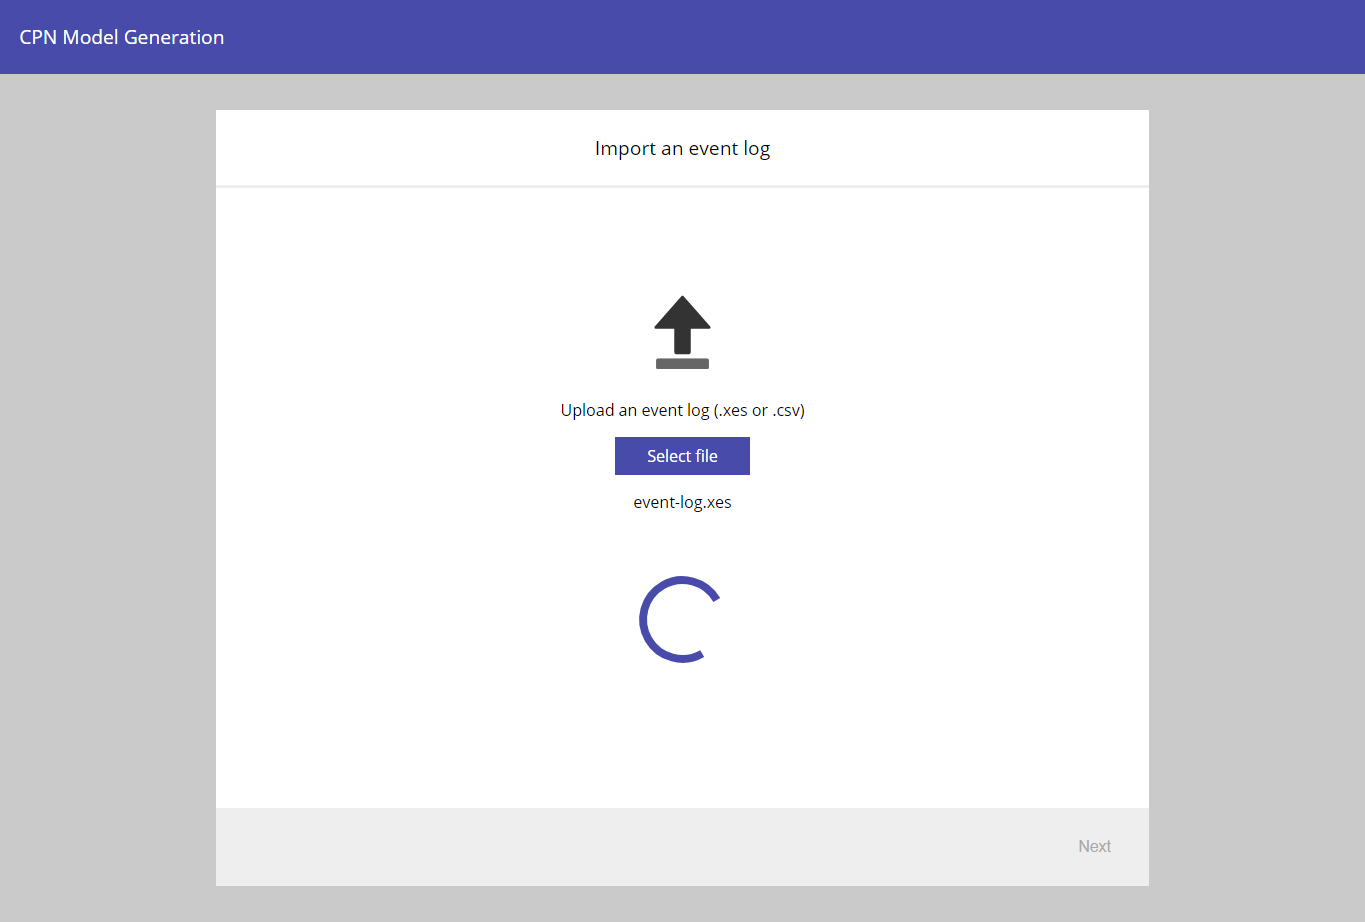 CPN Model Generation
Import an event log
Upload an event log (.xes or .csv)
Select file
event-log.xes
Next